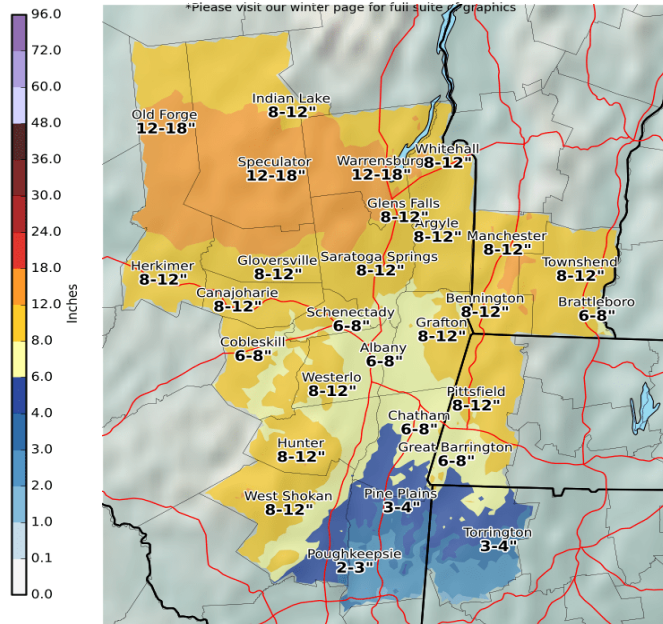 *Please visit our winter page for full suite of graphics
96.0
72.0
60.0
48.0
36.0
30.0
24.0
18.0
12.0
8.0
6.0
4.0
3.0
2.0
1.0
0.1
0.0
Inches
Indian Lake
8-12"
Old Forge
12-18"
Whitehall
8-12"
Speculator
12-18"
Warrensburg
12-18"
Glens Falls
8-12"
Argyle
8-12"
Manchester
8-12"
Herkimer
8-12"
Gloversville
8-12"
Saratoga Springs
8-12"
Townshend
8-12"
Canajoharie
8-12"
Bennington
8-12"
Brattleboro
6-8"
Schenectady
6-8"
Grafton
8-12"
Cobleskill
6-8"
Albany
6-8"
Westerlo
8-12"
Pittsfield
8-12"
Chatham
6-8"
Hunter
8-12"
Great Barrington
6-8"
West Shokan
8-12"
Pine Plains
3-4"
Torrington
3-4"
Poughkeepsie
2-3"